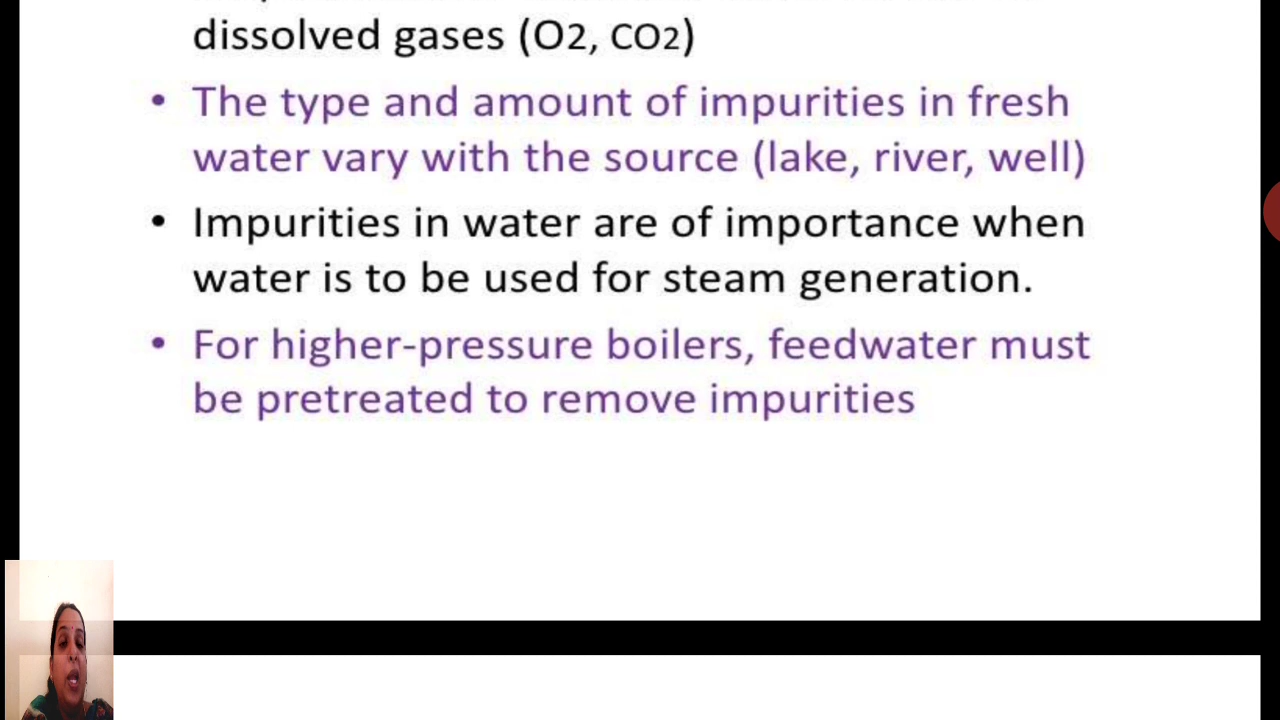 dissolved gases (O2, CO2)
• The type and amount of impurities in fresh
water vary with the source (lake, river, well)
• Impurities in water are of importance when
water is to be used for steam generation.
• For higher-pressure boilers, feedwater must
be pretreated to remove impurities